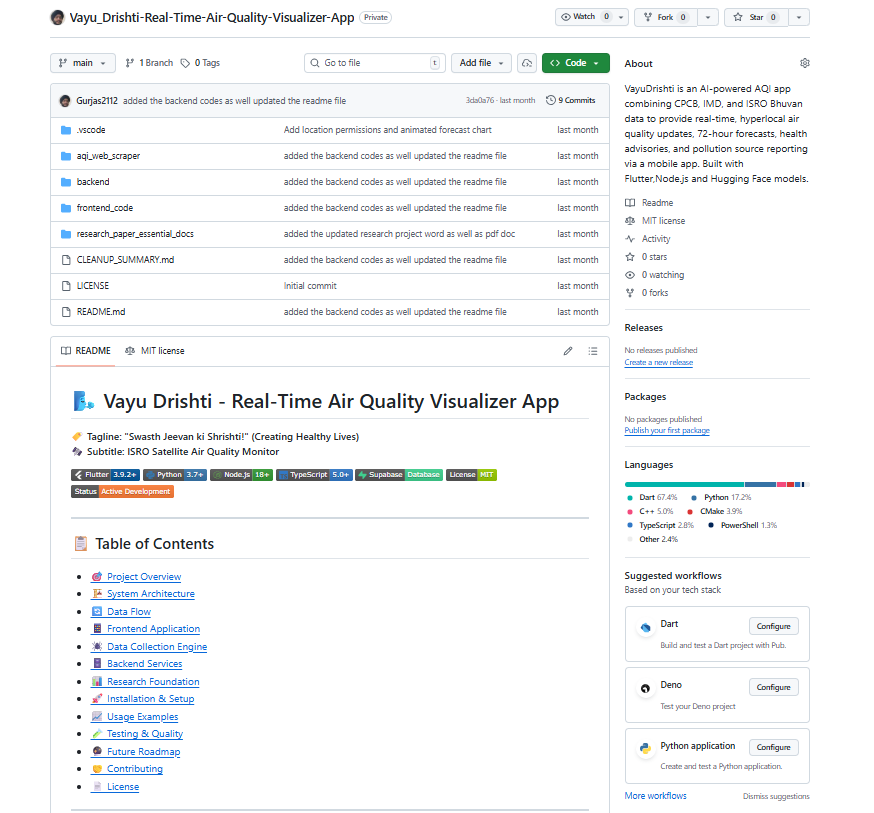 Vayu_Drishti-Real-Time-Air-Quality-Visualizer-App Private
Watch 0
Fork 0
Star 0
main
1 Branch
0 Tags
Go to file t
Add file
Code
Gurjas2112 added the backend codes as well updated the readme file 3da0a76 · last month 9 Commits
.vscode Add location permissions and animated forecast chart last month
aqi_web_scraper added the backend codes as well updated the readme file last month
backend added the backend codes as well updated the readme file last month
frontend_code added the backend codes as well updated the readme file last month
research_paper_essential_docs added the updated research project word as well as pdf doc last month
CLEANUP_SUMMARY.md added the backend codes as well updated the readme file last month
LICENSE Initial commit last month
README.md added the backend codes as well updated the readme file last month
README MIT license
Vayu Drishti - Real-Time Air Quality Visualizer App
Tagline: "Swasth Jeevan ki Shrishti!" (Creating Healthy Lives)
Subtitle: ISRO Satellite Air Quality Monitor
Flutter 3.9.2+ Python 3.7+ Node.js 18+ TypeScript 5.0+ Supabase Database License MIT
Status Active Development
Table of Contents
Project Overview
System Architecture
Data Flow
Frontend Application
Data Collection Engine
Backend Services
Research Foundation
Installation & Setup
Usage Examples
Testing & Quality
Future Roadmap
Contributing
License
About
VayuDrishti is an AI-powered AQI app
combining CPCB, IMD, and ISRO Bhuvan
data to provide real-time, hyperlocal air
quality updates, 72-hour forecasts, health
advisories, and pollution source reporting
via a mobile app. Built with
Flutter,Node.js and Hugging Face models.
Readme
MIT license
Activity
0 stars
0 watching
0 forks
Releases
No releases published
Create a new release
Packages
No packages published
Publish your first package
Languages
Dart 67.4% Python 17.2%
C++ 5.0% CMake 3.9%
TypeScript 2.8% PowerShell 1.3%
Other 2.4%
Suggested workflows
Based on your tech stack
Dart Configure
Build and test a Dart project with Pub.
Deno Configure
Test your Deno project
Python application Configure
Create and test a Python application.
More workflows Dismiss suggestions